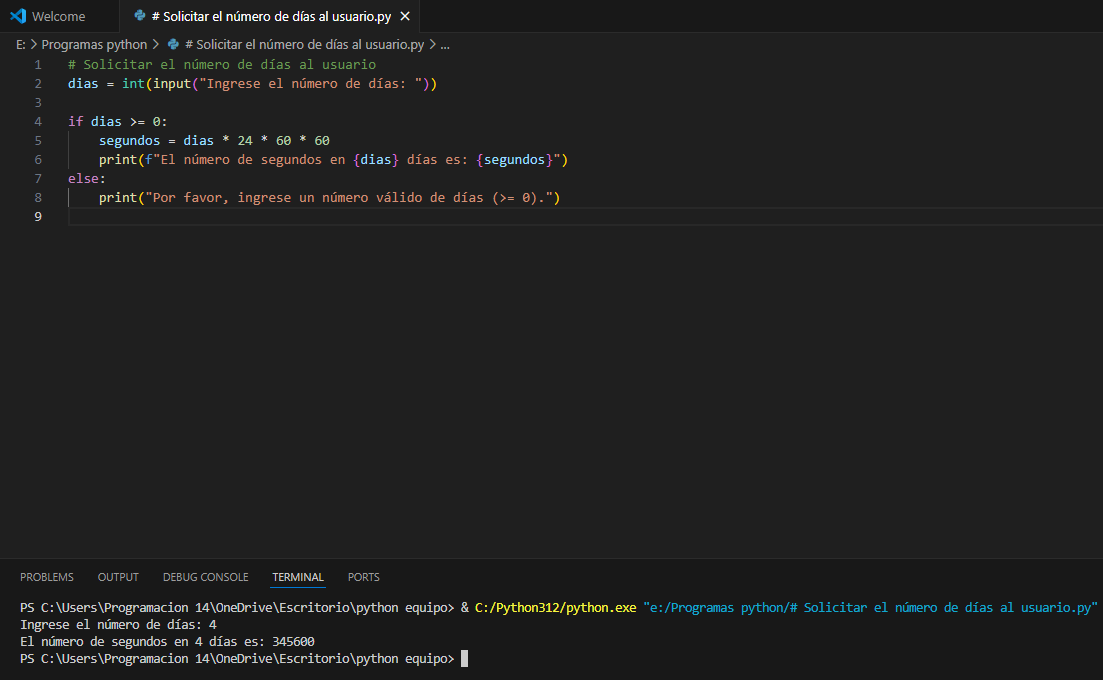 Welcome
# Solicitar el número de días al usuario.py
E: > Programas python > # Solicitar el número de días al usuario.py > ...
1 # Solicitar el número de días al usuario
2 dias = int(input("Ingrese el número de días: "))
3
4 if dias >= 0:
5 segundos = dias * 24 * 60 * 60
6 print(f"El número de segundos en {dias} días es: {segundos}")
7 else:
8 print("Por favor, ingrese un número válido de días (>= 0).")
9
PROBLEMS OUTPUT DEBUG CONSOLE TERMINAL PORTS
PS C:\Users\Programacion 14\OneDrive\Escritorio\python equipo> & C:/Python312/python.exe "e:/Programas python/# Solicitar el número de días al usuario.py"
Ingrese el número de días: 4
El número de segundos en 4 días es: 345600
PS C:\Users\Programacion 14\OneDrive\Escritorio\python equipo>